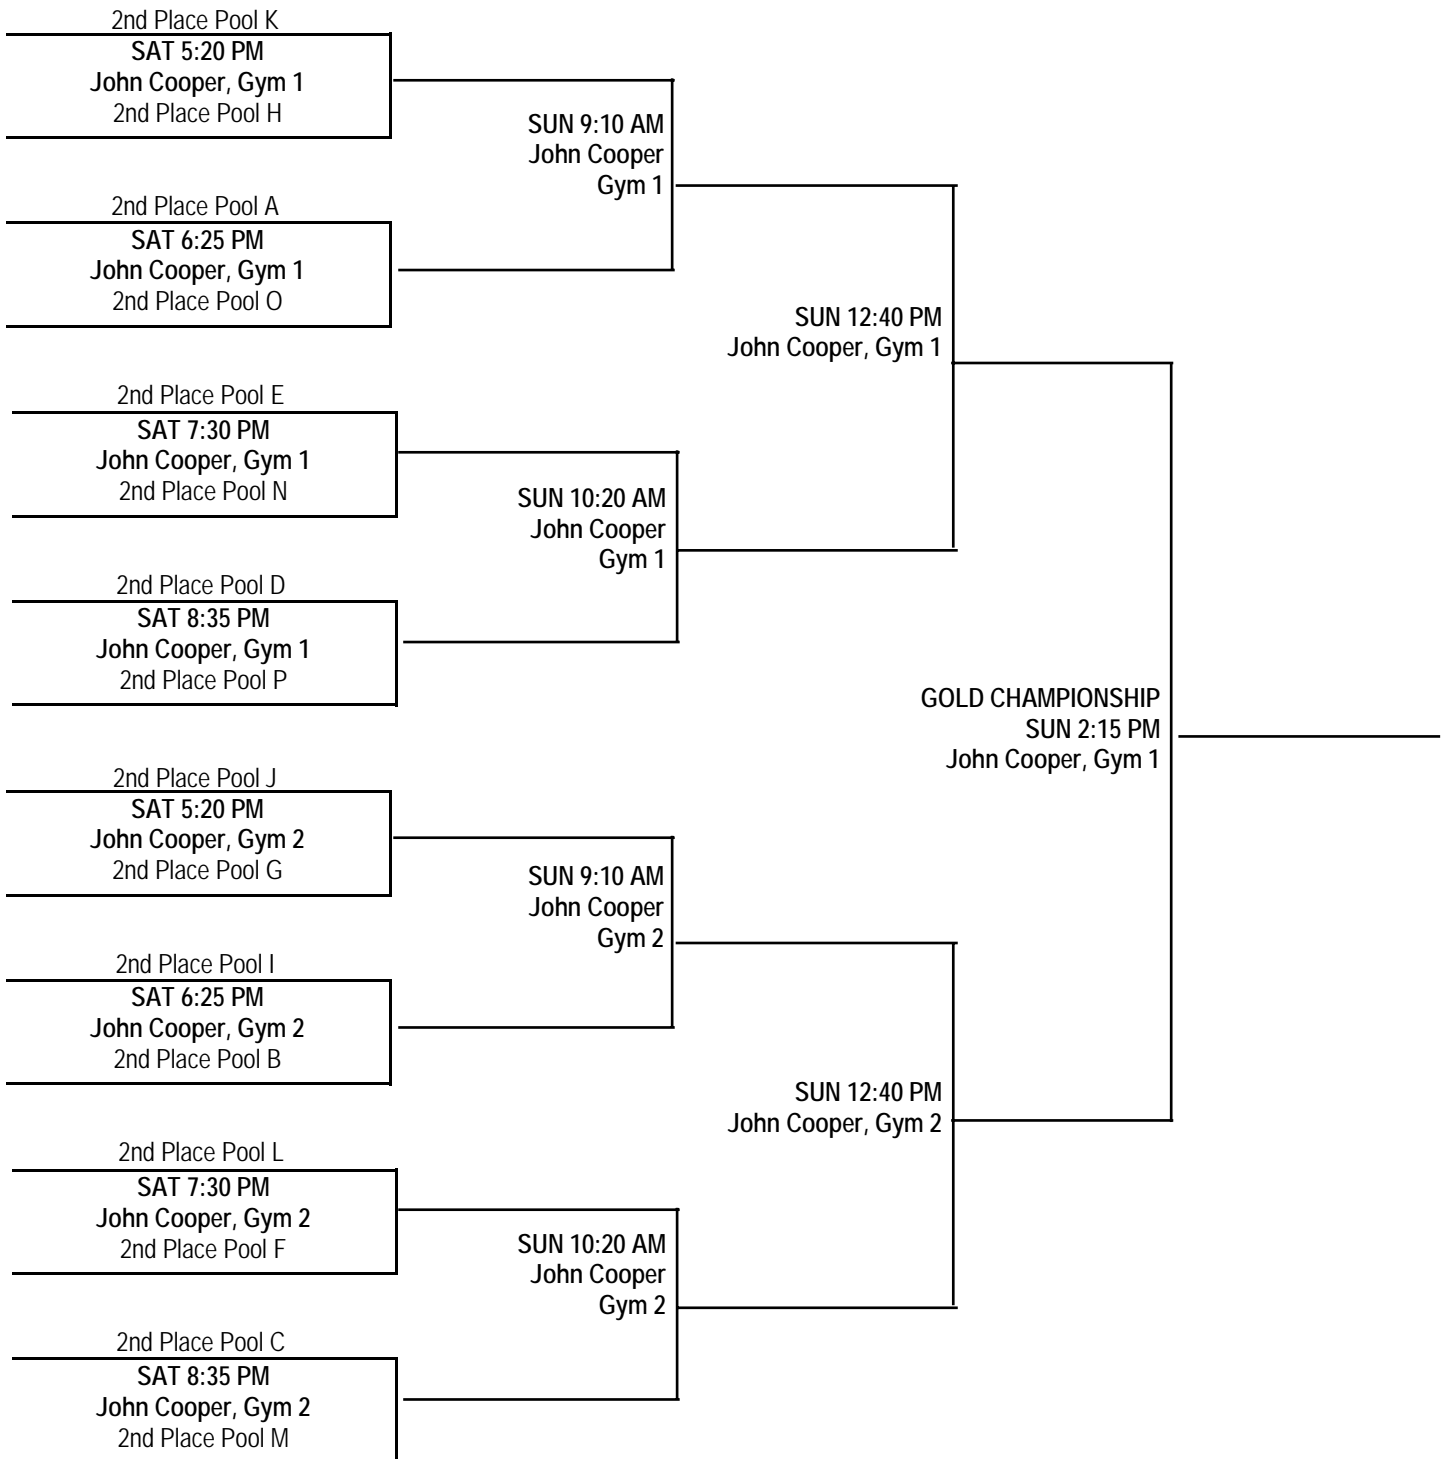 2nd Place Pool K
SAT 5:20 PM
John Cooper, Gym 1
2nd Place Pool H
SUN 9:10 AM
John Cooper
Gym 1
2nd Place Pool A
SAT 6:25 PM
John Cooper, Gym 1
2nd Place Pool O
SUN 12:40 PM
John Cooper, Gym 1
2nd Place Pool E
SAT 7:30 PM
John Cooper, Gym 1
2nd Place Pool N
SUN 10:20 AM
John Cooper
Gym 1
2nd Place Pool D
SAT 8:35 PM
John Cooper, Gym 1
2nd Place Pool P
GOLD CHAMPIONSHIP
SUN 2:15 PM
John Cooper, Gym 1
2nd Place Pool J
SAT 5:20 PM
John Cooper, Gym 2
2nd Place Pool G
SUN 9:10 AM
John Cooper
Gym 2
2nd Place Pool I
SAT 6:25 PM
John Cooper, Gym 2
2nd Place Pool B
SUN 12:40 PM
John Cooper, Gym 2
2nd Place Pool L
SAT 7:30 PM
John Cooper, Gym 2
2nd Place Pool F
SUN 10:20 AM
John Cooper
Gym 2
2nd Place Pool C
SAT 8:35 PM
John Cooper, Gym 2
2nd Place Pool M